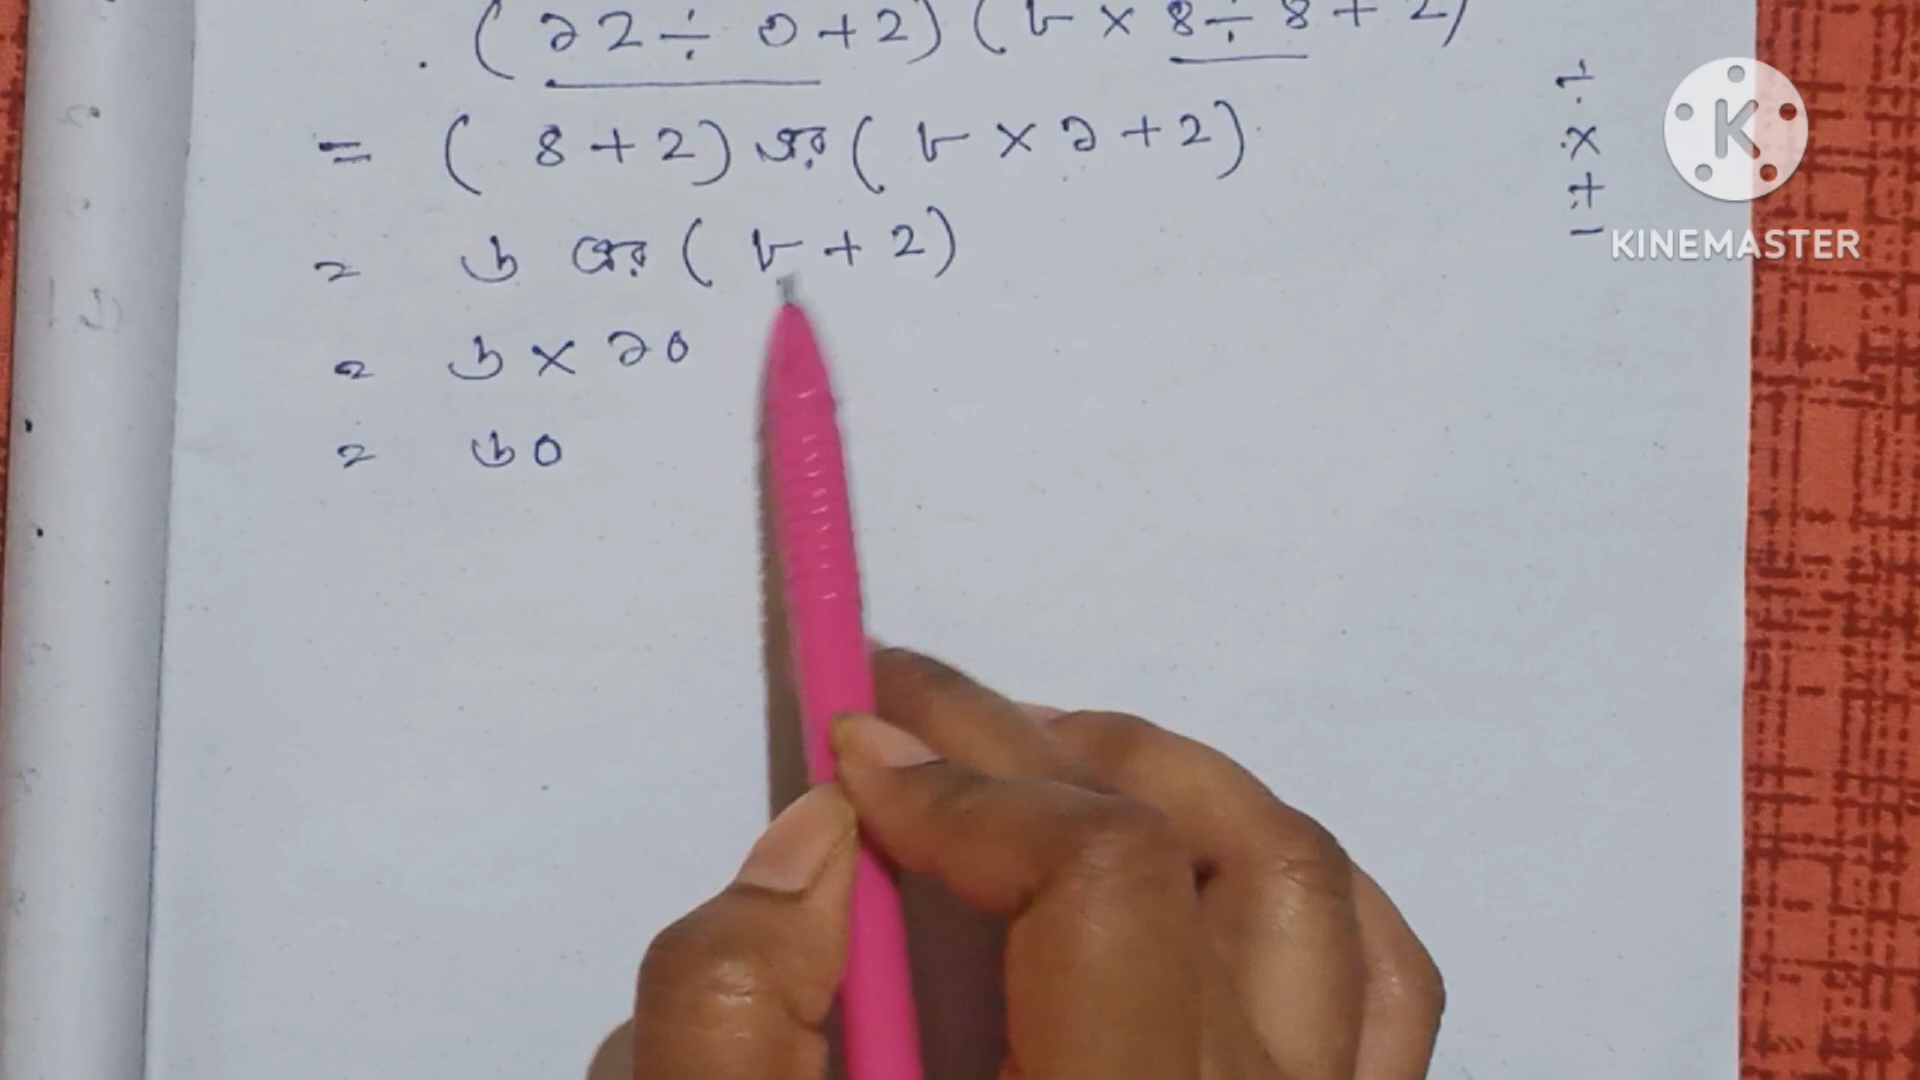 (১২÷৩+২) (৮×৪÷৪+২)
= (৪+২) এর (৮×১+২)
= ৬ এর (৮+২)
= ৬×১০
= ৬০
÷ × + -
K
KINEMASTER